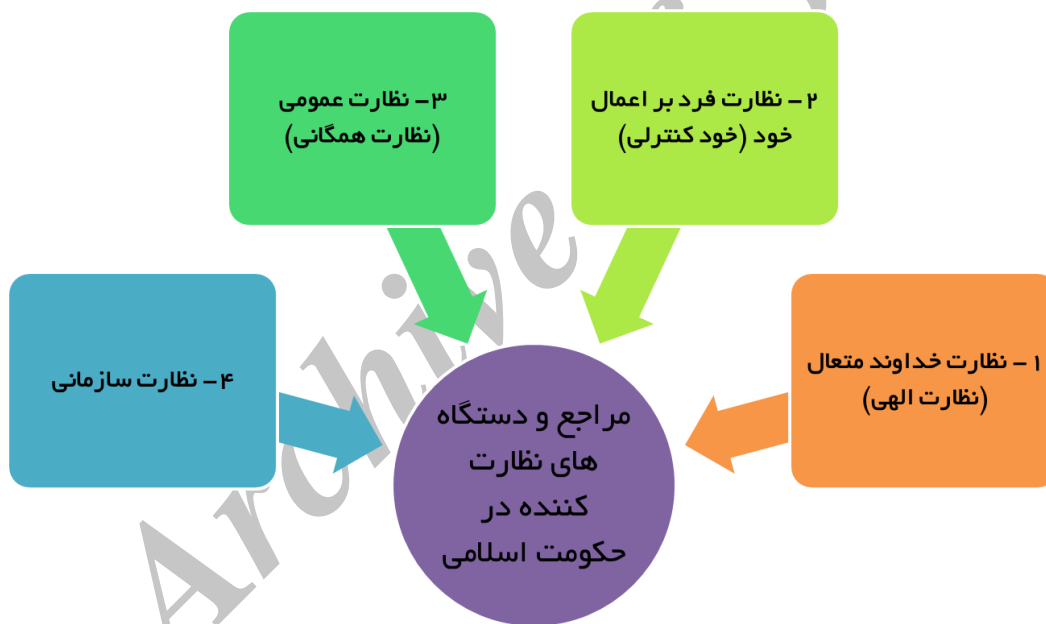 ۱ - نظارت خداوند متعال
(نظارت الهی)
۲ - نظارت فرد بر اعمال
خود (خود کنترلی)
۳ - نظارت عمومی
(نظارت همگانی)
۴ - نظارت سازمانی
مراجع و دستگاه
های نظارت
کننده در
حکومت اسلامی
Archive